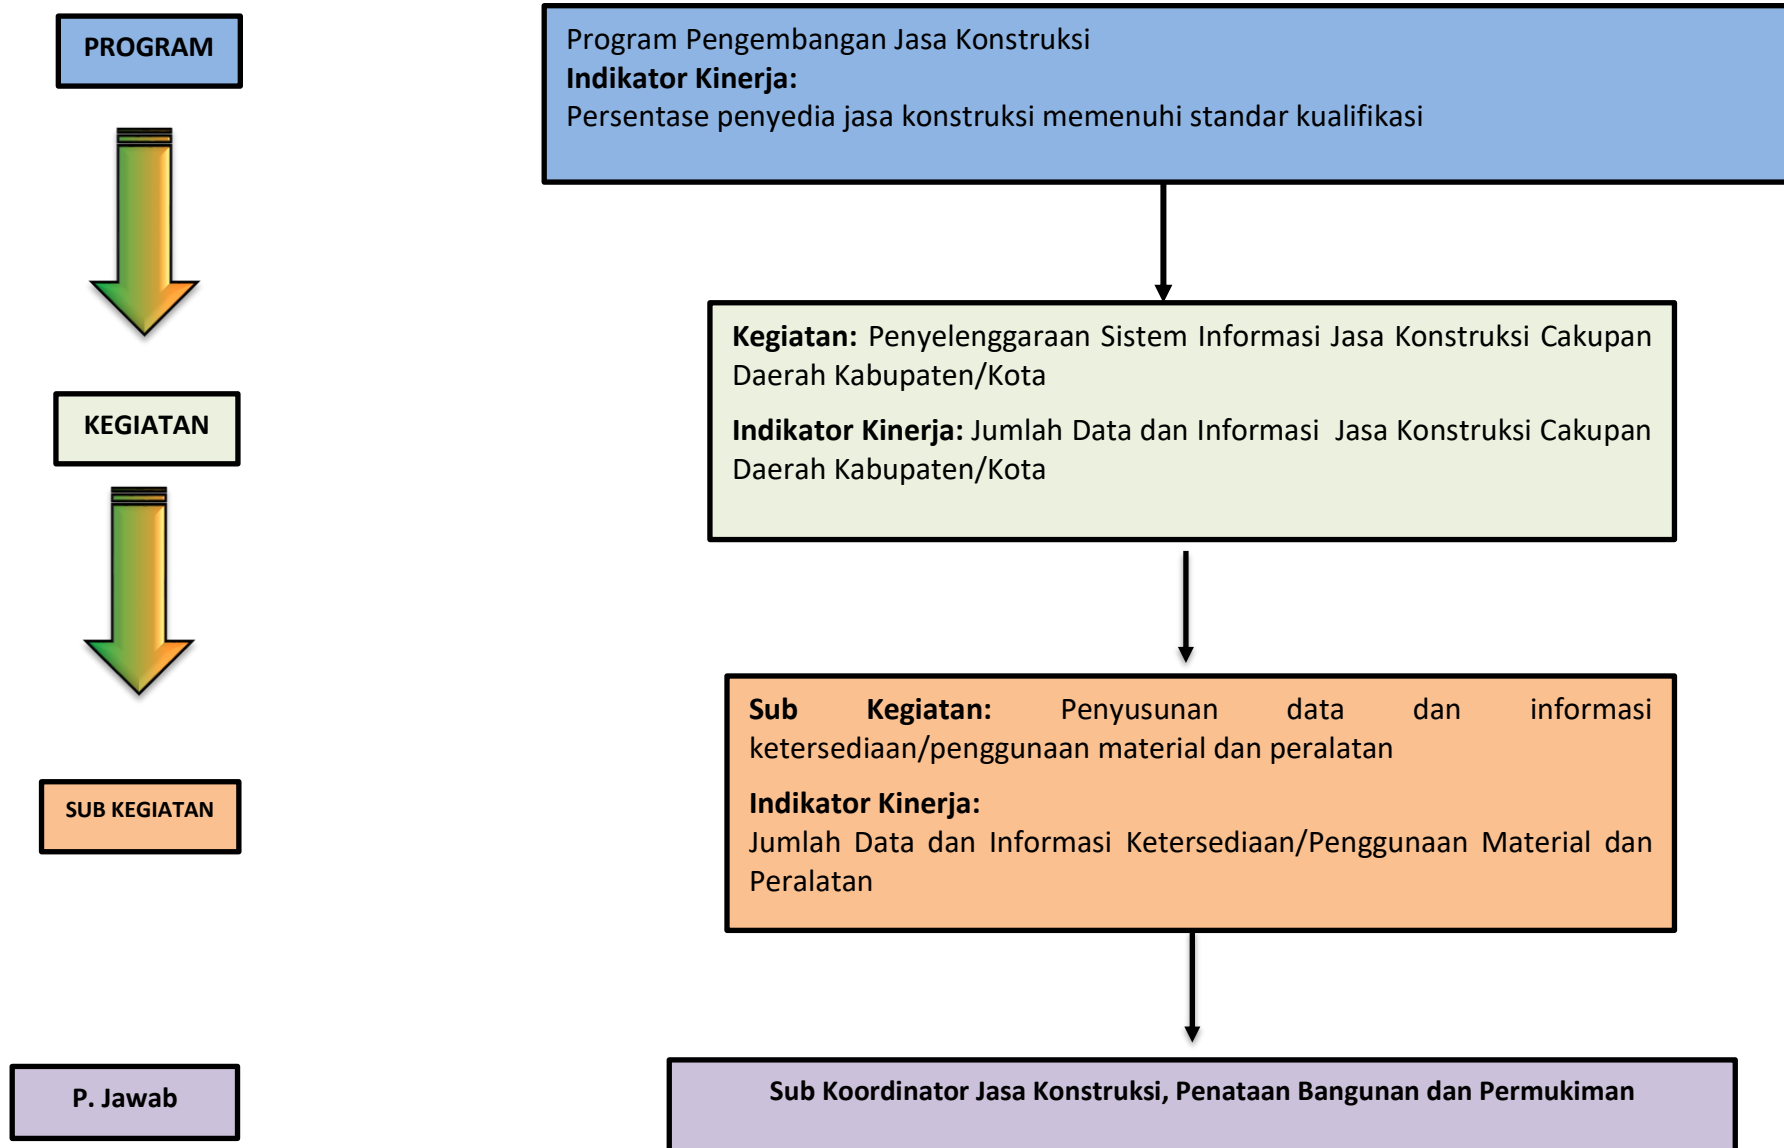 PROGRAM
Program Pengembangan Jasa Konstruksi
Indikator Kinerja:
Persentase penyedia jasa konstruksi memenuhi standar kualifikasi
KEGIATAN
Kegiatan: Penyelenggaraan Sistem Informasi Jasa Konstruksi Cakupan
Daerah Kabupaten/Kota
Indikator Kinerja: Jumlah Data dan Informasi Jasa Konstruksi Cakupan
Daerah Kabupaten/Kota
SUB KEGIATAN
Sub Kegiatan: Penyusunan data dan informasi
ketersediaan/penggunaan material dan peralatan
Indikator Kinerja:
Jumlah Data dan Informasi Ketersediaan/Penggunaan Material dan
Peralatan
P. Jawab
Sub Koordinator Jasa Konstruksi, Penataan Bangunan dan Permukiman